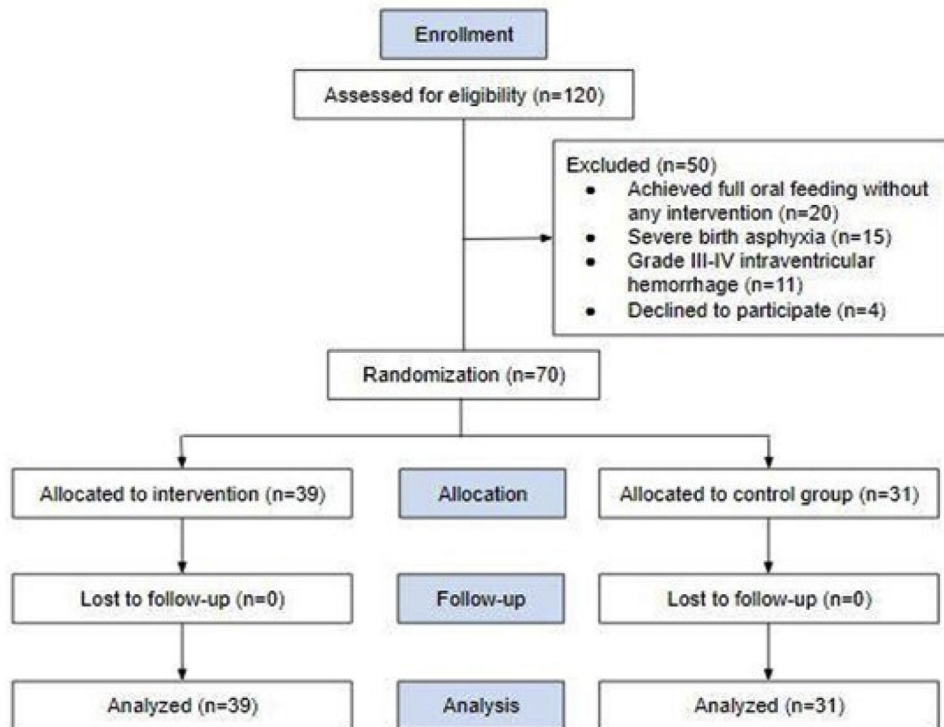 Enrollment
Assessed for eligibility (n=120)
Excluded (n=50)
• Achieved full oral feeding without
any intervention (n=20)
• Severe birth asphyxia (n=15)
• Grade III-IV intraventricular
hemorrhage (n=11)
• Declined to participate (n=4)
Randomization (n=70)
Allocated to intervention (n=39)
Allocation
Allocated to control group (n=31)
Lost to follow-up (n=0)
Follow-up
Lost to follow-up (n=0)
Analyzed (n=39)
Analysis
Analyzed (n=31)